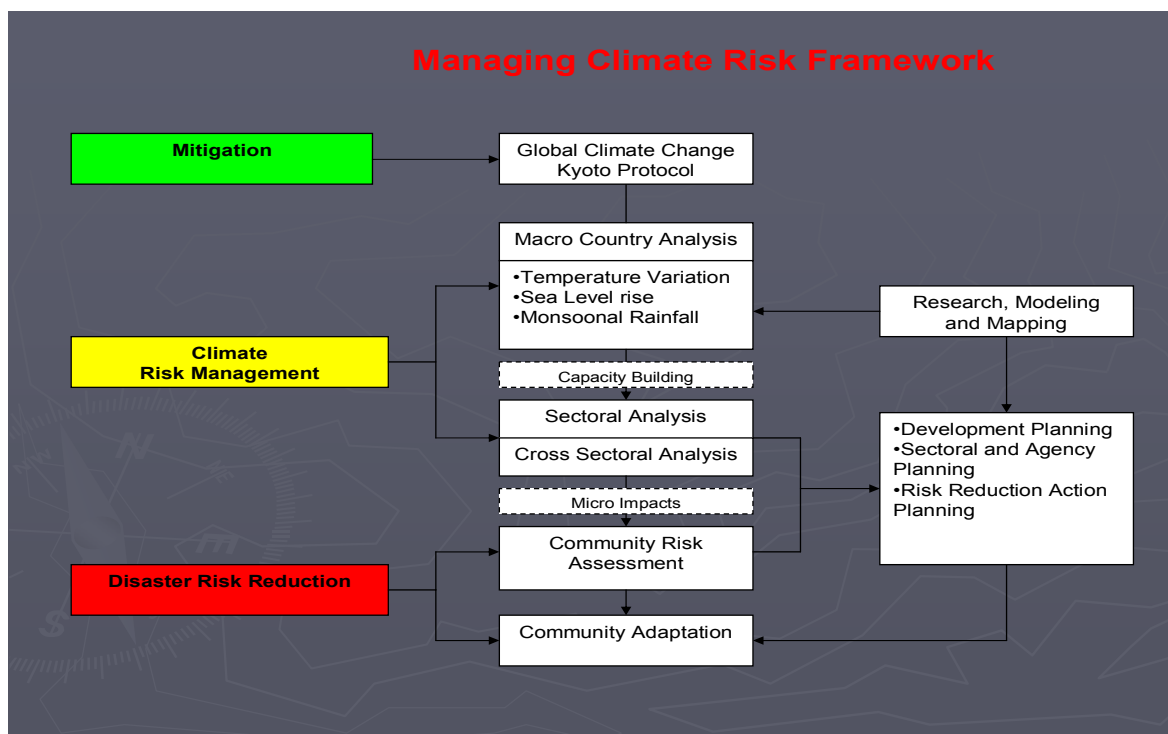 Managing Climate Risk Framework
Mitigation
Global Climate Change
Kyoto Protocol
Macro Country Analysis
•Temperature Variation
•Sea Level rise
•Monsoonal Rainfall
Research, Modeling
and Mapping
Climate
Risk Management
Capacity Building
Sectoral Analysis
Cross Sectoral Analysis
•Development Planning
•Sectoral and Agency
Planning
•Risk Reduction Action
Planning
Micro Impacts
Community Risk
Assessment
Disaster Risk Reduction
Community Adaptation
N
NW
NE
E
S